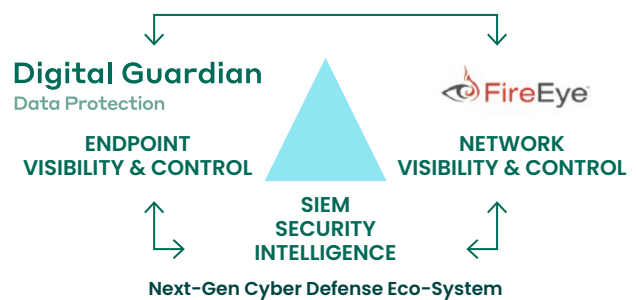 Digital Guardian
Data Protection
FireEye
ENDPOINT
VISIBILITY & CONTROL
NETWORK
VISIBILITY & CONTROL
SIEM
SECURITY
INTELLIGENCE
Next-Gen Cyber Defense Eco-System